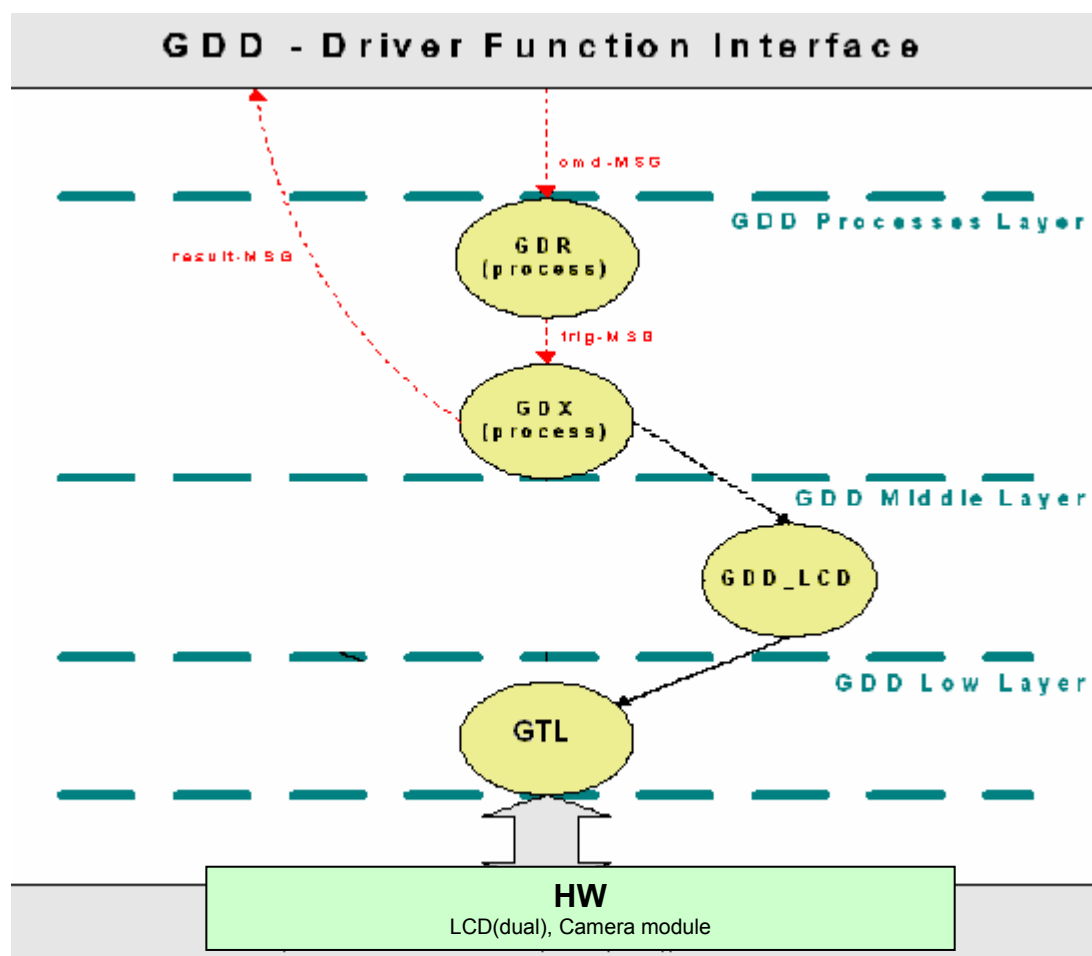 GDD - Driver Function Interface
cmd-MSG
GDD Processes Layer
GDR
(process)
result-MSG
trig-MSG
GDX
(process)
GDD Middle Layer
GDD_LCD
GDD Low Layer
GTL
HW
LCD(dual), Camera module